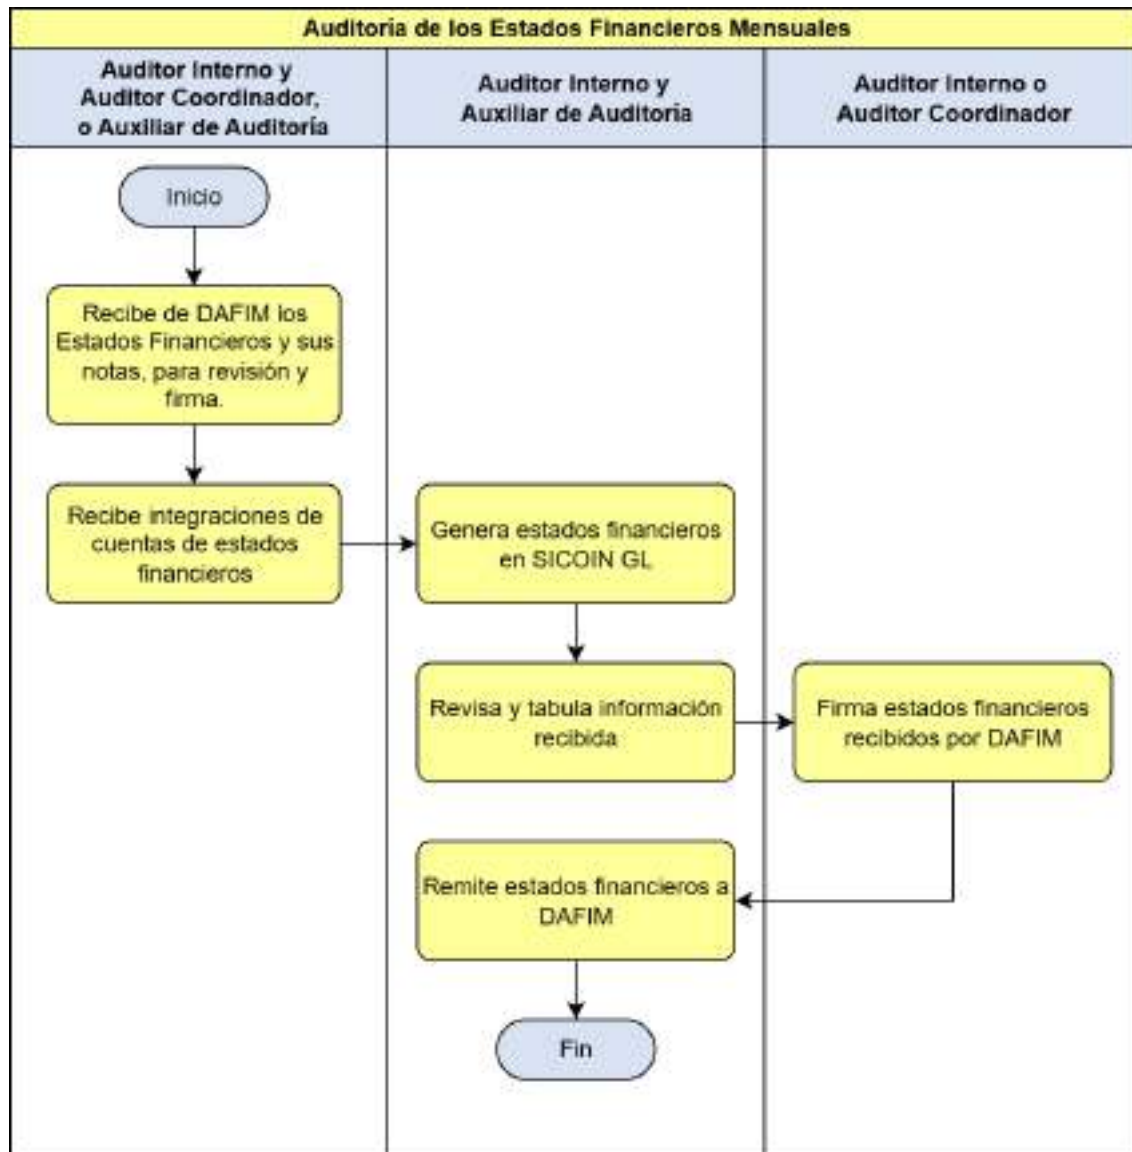 Auditoría de los Estados Financieros Mensuales
Auditor Interno y
Auditor Coordinador,
o Auxiliar de Auditoría
Auditor Interno y
Auxiliar de Auditoría
Auditor Interno o
Auditor Coordinador
Inicio
Recibe de DAFIM los
Estados Financieros y sus
notas, para revisión y
firma.
Recibe integraciones de
cuentas de estados
financieros
Genera estados financieros
en SICOIN GL
Revisa y tabula información
recibida
Firma estados financieros
recibidos por DAFIM
Remite estados financieros a
DAFIM
Fin